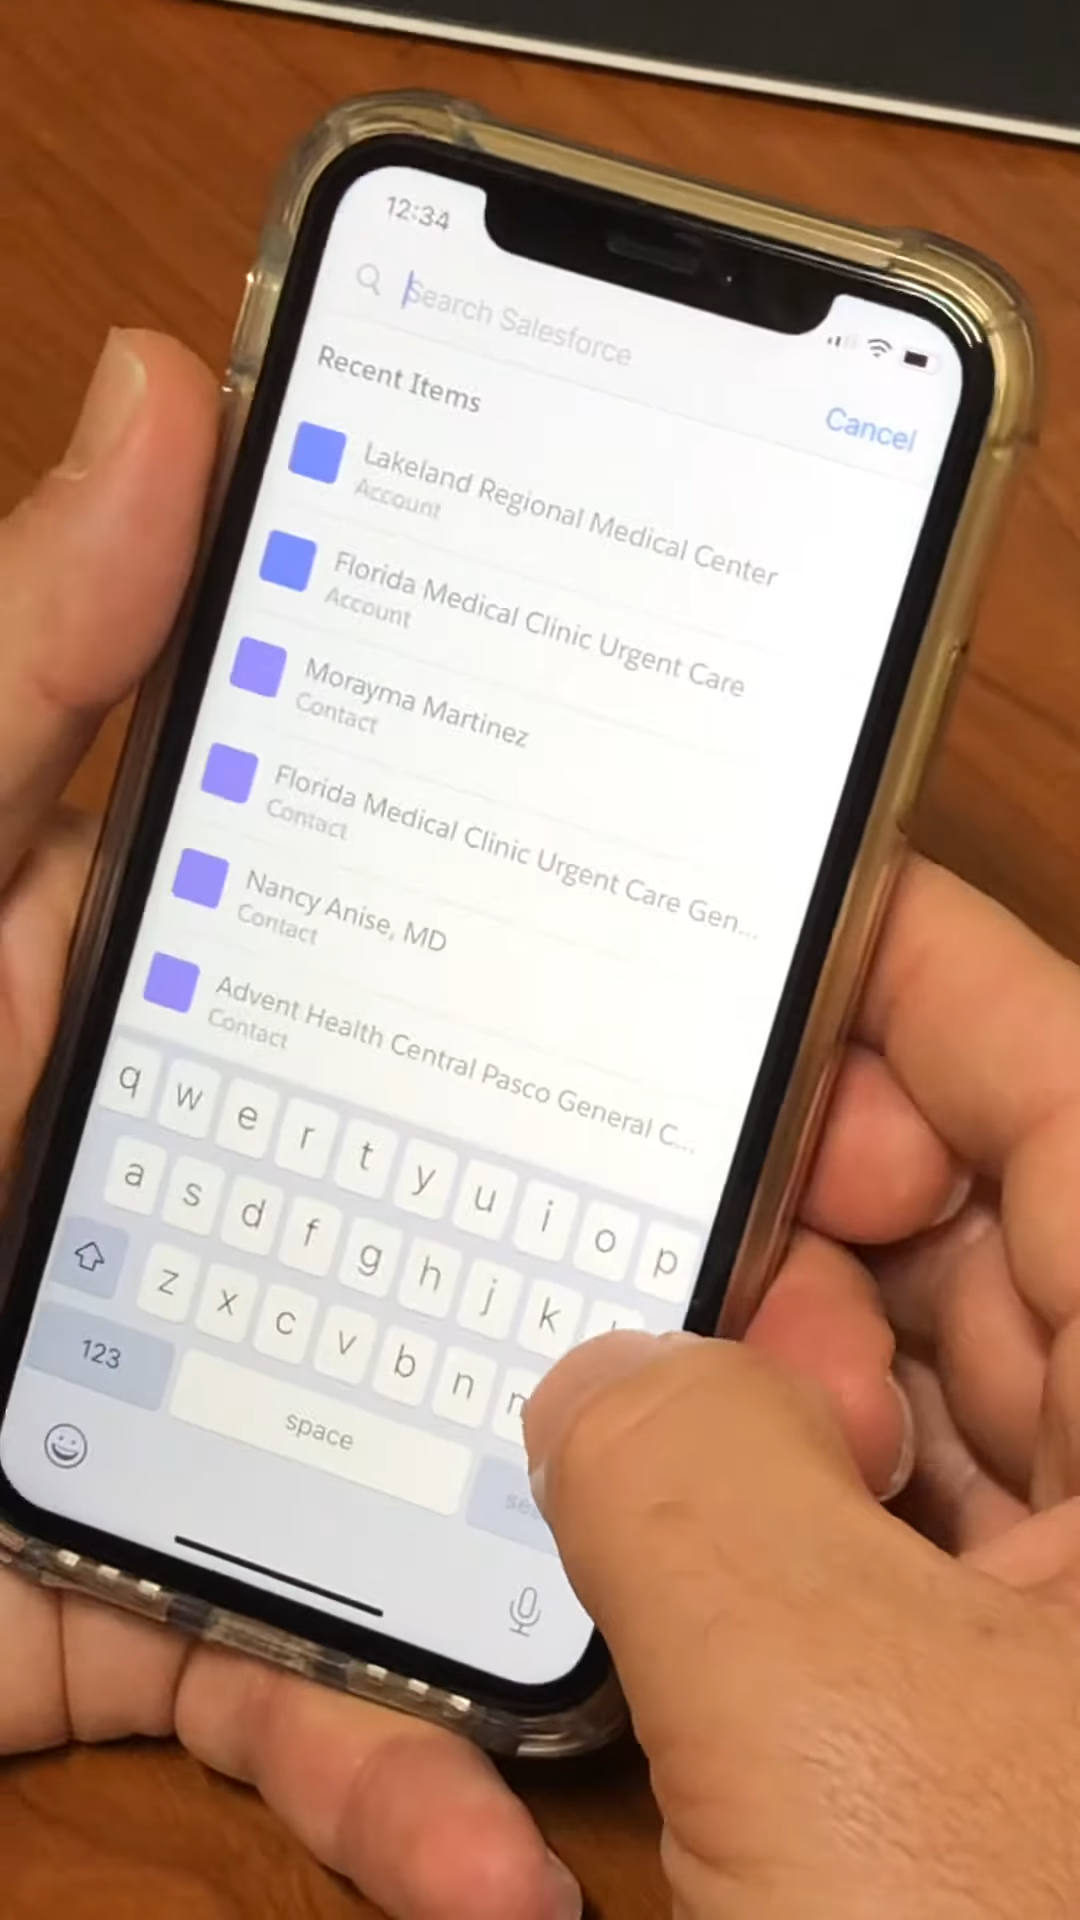 12:34
Search Salesforce
Cancel
Recent Items
Lakeland Regional Medical Center
Account
Florida Medical Clinic Urgent Care
Account
Morayma Martinez
Contact
Florida Medical Clinic Urgent Care Gen...
Contact
Nancy Anise, MD
Contact
Advent Health Central Pasco General C...
Contact
q w e r t y u i o p
a s d f g h j k
z x c v b n
123
space